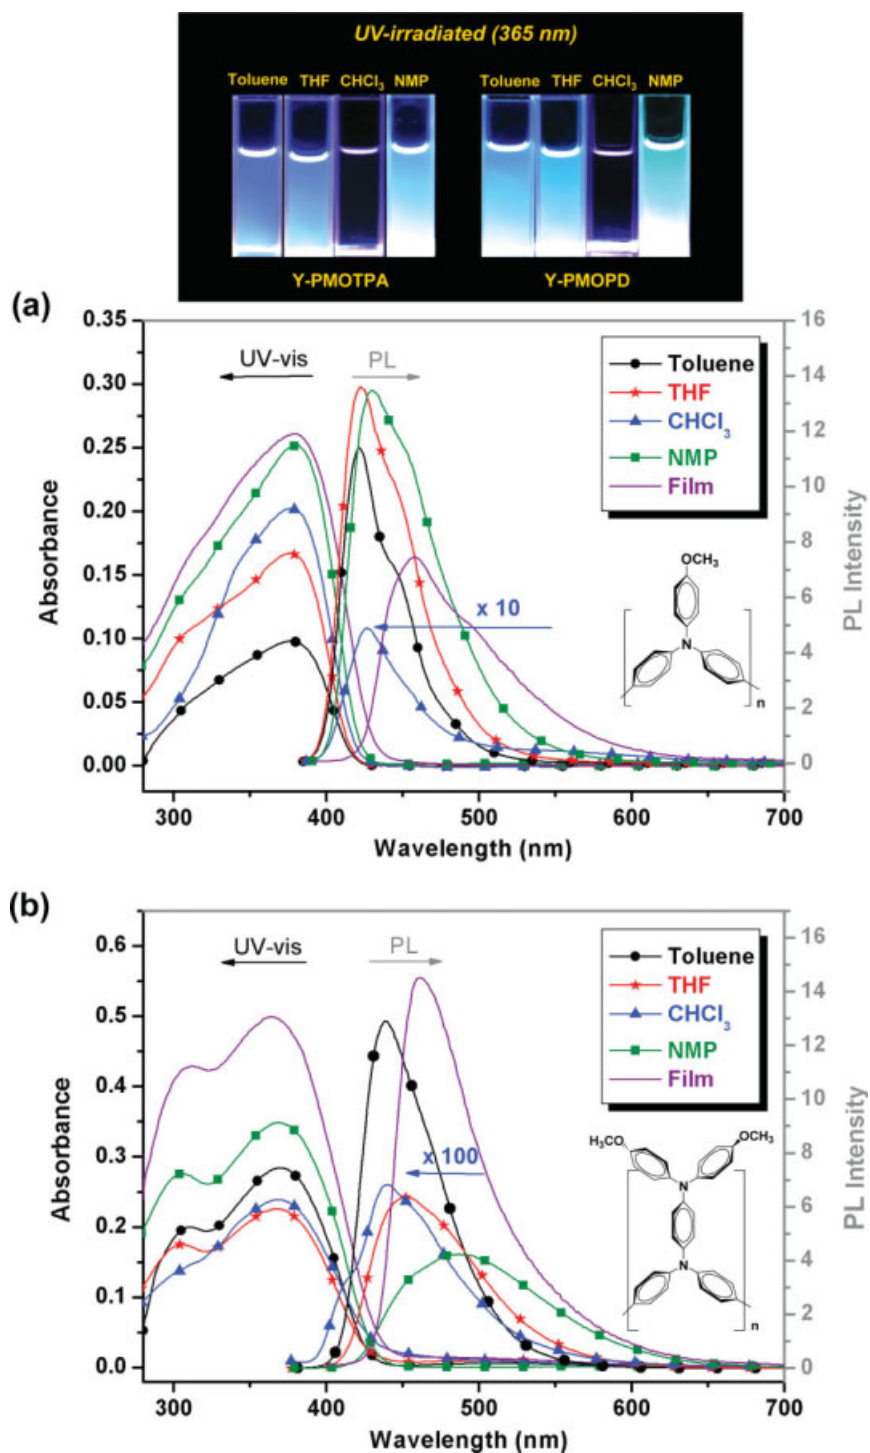 UV-irradiated (365 nm)
Toluene THF CHCl₃ NMP Toluene THF CHCl₃ NMP
Y-PMOTPA Y-PMOPD
(a)
UV-vis PL
Toluene
THF
CHCl₃
NMP
Film
0.35
0.30
0.25
0.20
0.15
0.10
0.05
0.00
Absorbance
x 10
OCH₃
N
n
16
14
12
10
8
6
4
2
0
PL Intensity
300 400 500 600 700
Wavelength (nm)
(b)
UV-vis PL
Toluene
THF
CHCl₃
NMP
Film
0.6
0.5
0.4
0.3
0.2
0.1
0.0
Absorbance
x 100
H₃CO OCH₃
N
N
n
16
14
12
10
8
6
4
2
0
PL Intensity
300 400 500 600 700
Wavelength (nm)